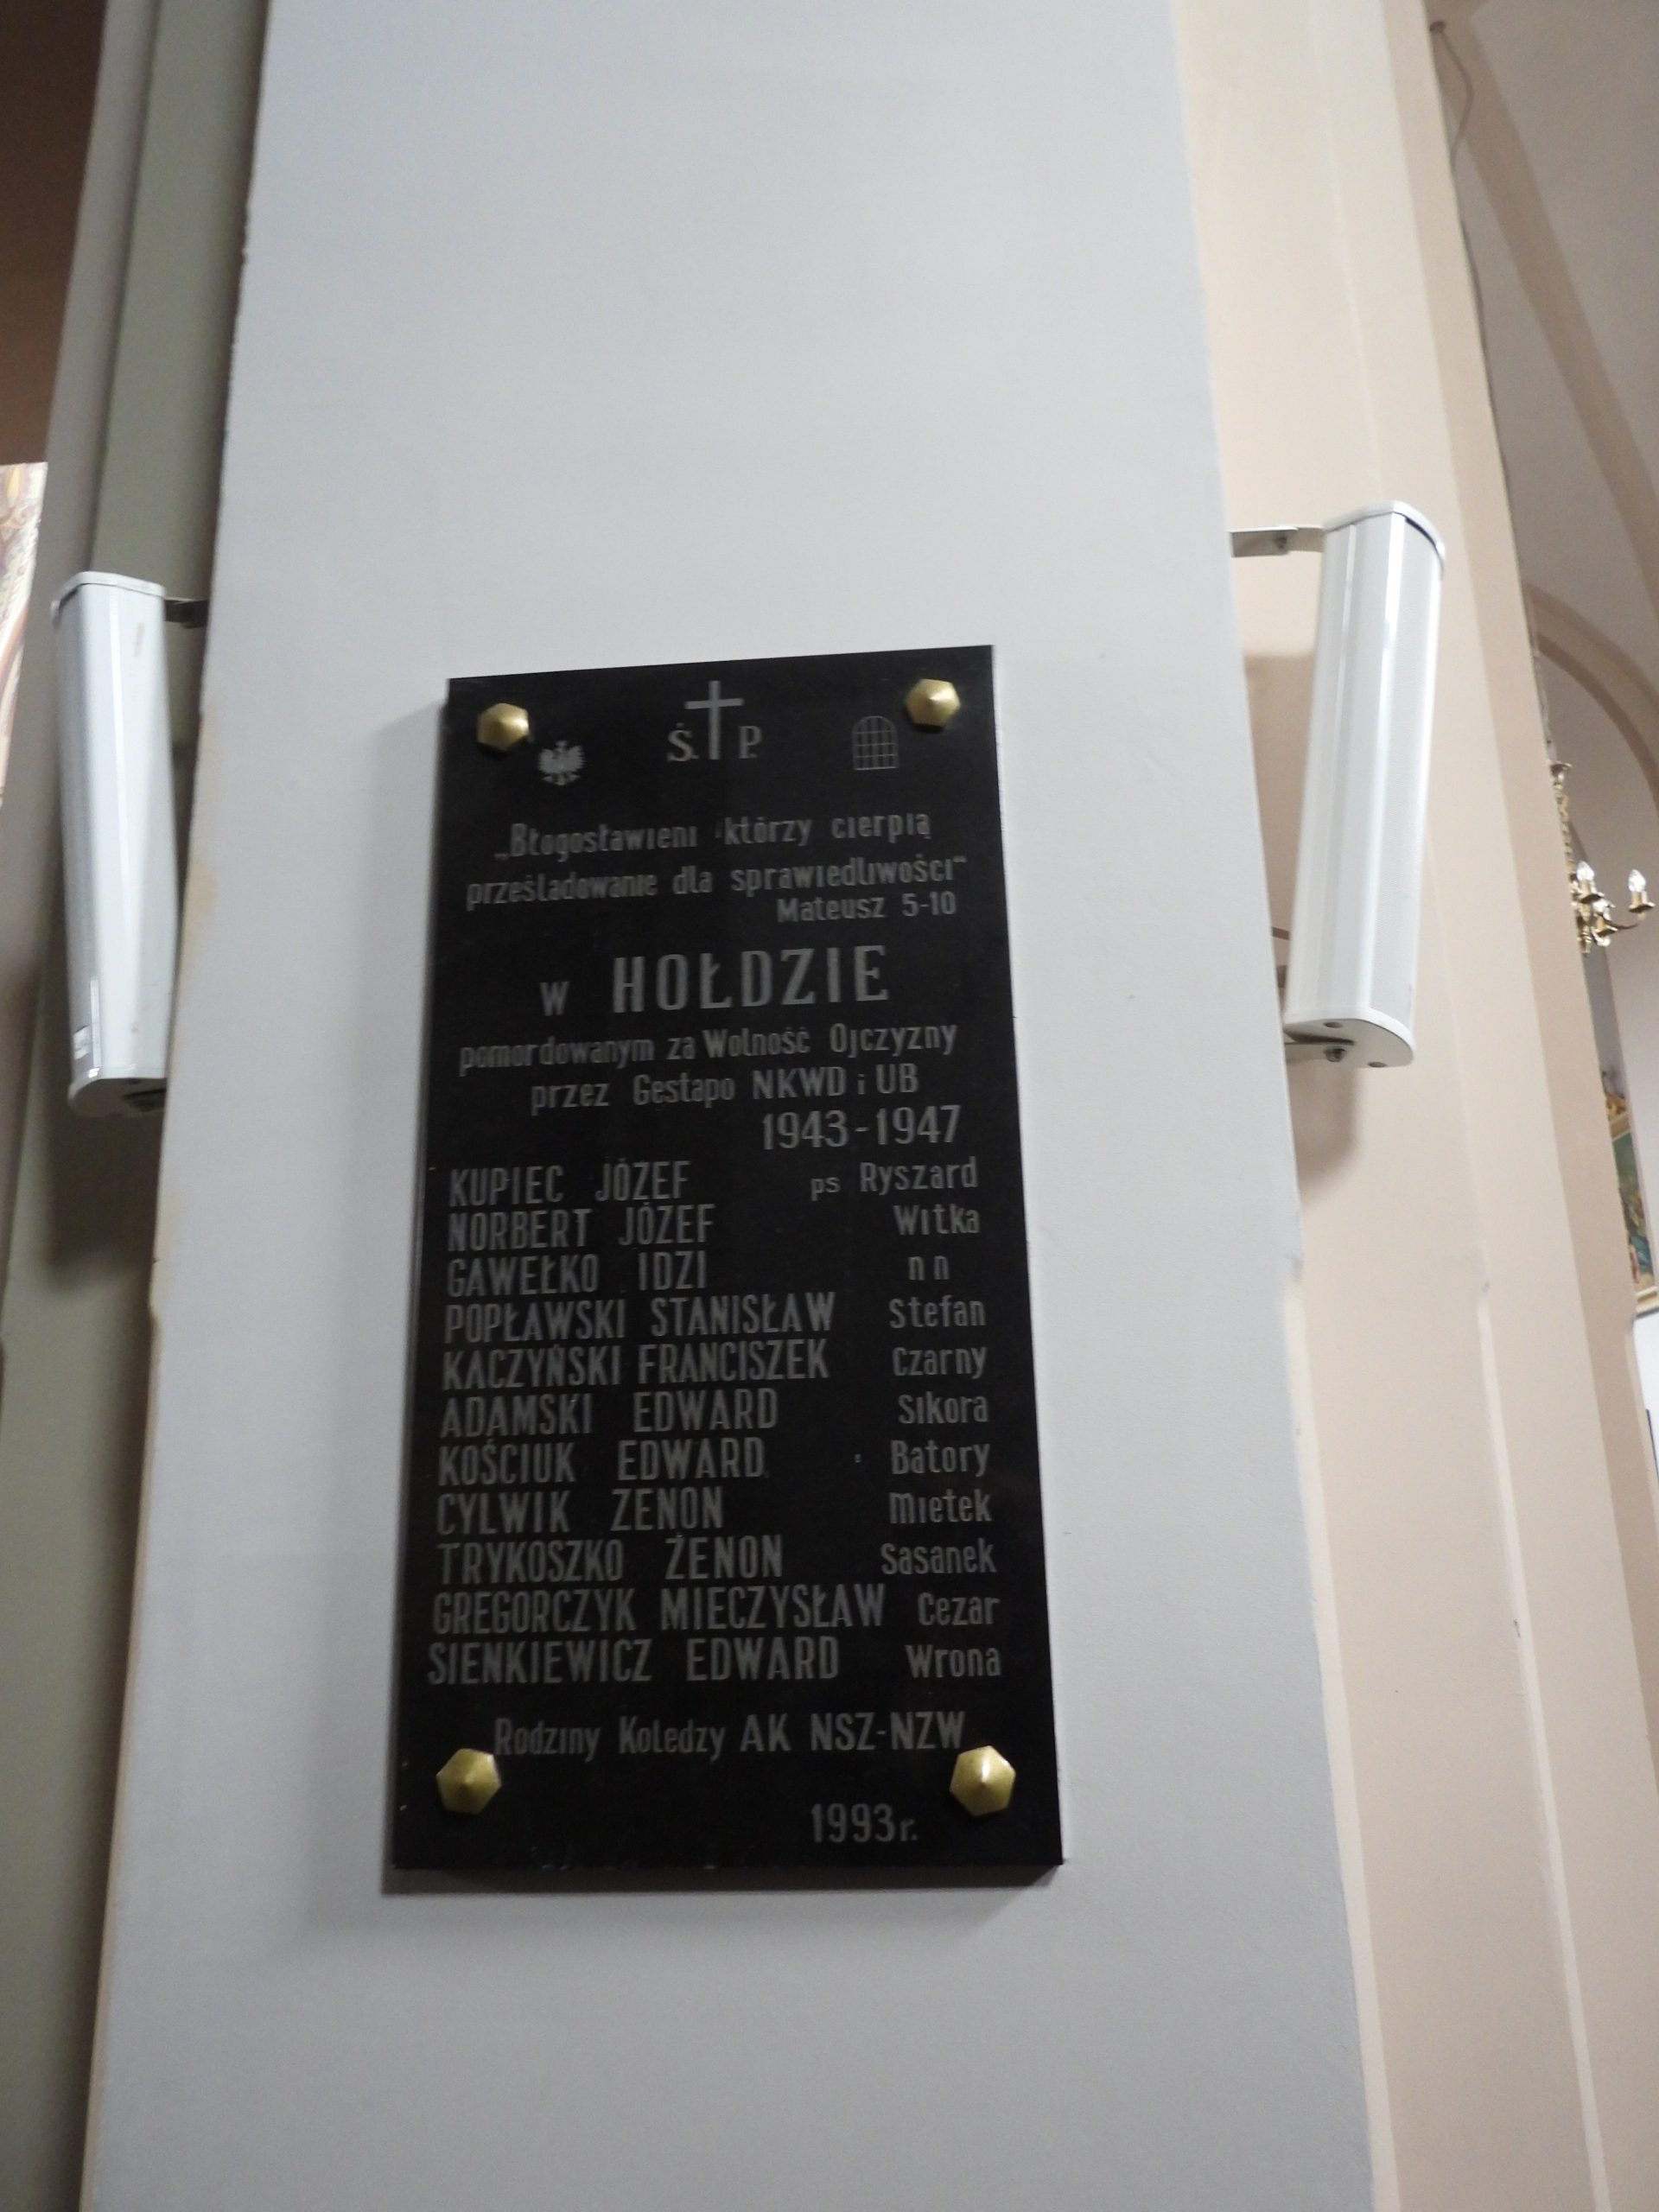 Ś. P.
„Błogosławieni którzy cierpią
prześladowanie dla sprawiedliwości“
Mateusz 5-10
W HOŁDZIE
pomordowanym za Wolność Ojczyzny
przez Gestapo NKWD i UB
1943-1947
KUPIEC JÓZEF ps Ryszard
NORBERT JÓZEF Witka
GAWEŁKO IDZI n n
POPŁAWSKI STANISŁAW Stefan
KACZYŃSKI FRANCISZEK Czarny
ADAMSKI EDWARD Sikora
KOŚCIUK EDWARD Batory
CYLWIK ZENON Mietek
TRYKOSZKO ŻENON Sasanek
GREGORCZYK MIECZYSŁAW Cezar
SIENKIEWICZ EDWARD Wrona
Rodziny Koledzy AK NSZ-NZW
1993 r.